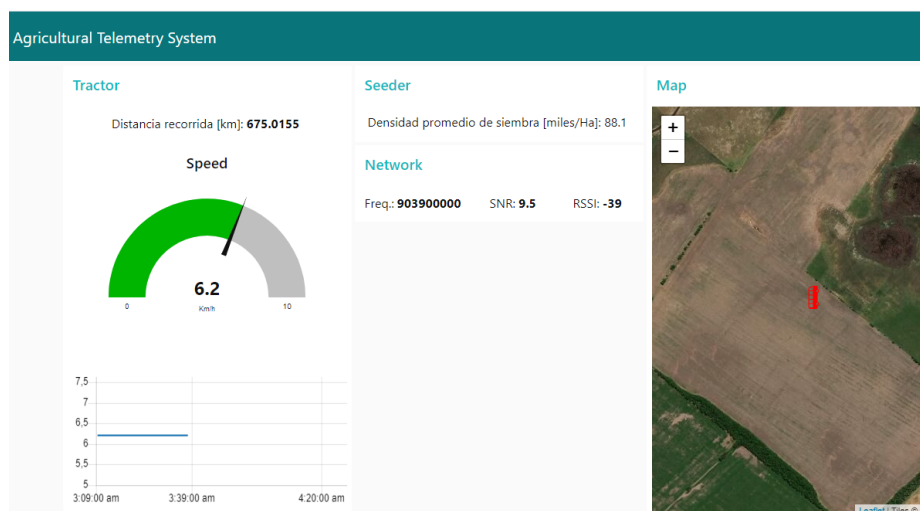 Agricultural Telemetry System
Tractor
Distancia recorrida [km]: 675.0155
Speed
6.2
Km/h
0
10
7,5
7
6,5
6
5,5
5
3:09:00 am
3:39:00 am
4:20:00 am
Seeder
Densidad promedio de siembra [miles/Ha]: 88.1
Network
Freq.: 903900000 SNR: 9.5 RSSI: -39
Map
+
−
Leaflet | Tiles ©